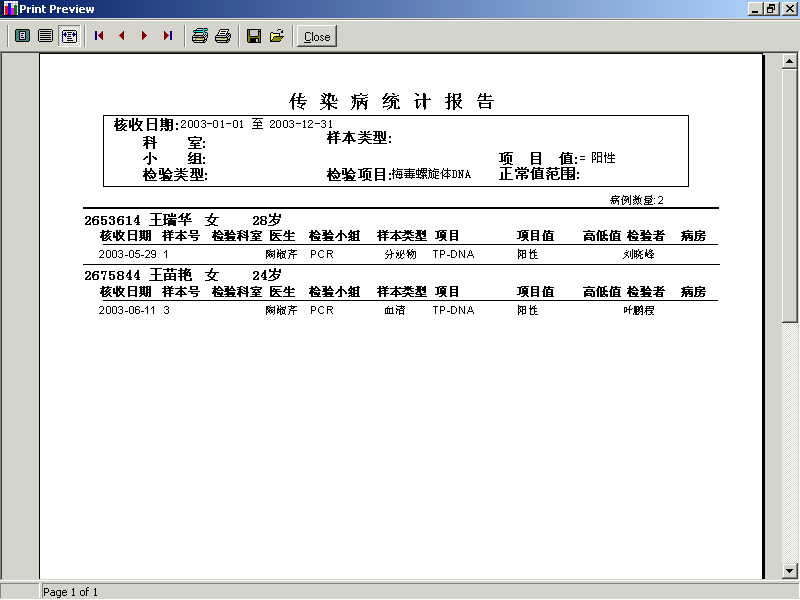 Print Preview
Close
传 染 病 统 计 报 告
核收日期:2003-01-01 至 2003-12-31
科 室: 样本类型:
小 组: 项 目 值:= 阳性
检验类型: 检验项目:梅毒螺旋体DNA 正常值范围:
病例数量:2
2653614 王瑞华 女 28岁
核收日期 样本号 检验科室 医生 检验小组 样本类型 项目 项目值 高低值 检验者 病房
2003-05-29 1 陶淑芹 PCR 分泌物 TP-DNA 阳性 刘晓峰
2675844 王苗艳 女 24岁
核收日期 样本号 检验科室 医生 检验小组 样本类型 项目 项目值 高低值 检验者 病房
2003-06-11 3 陶淑芹 PCR 血清 TP-DNA 阳性 叶鹏程
Page 1 of 1